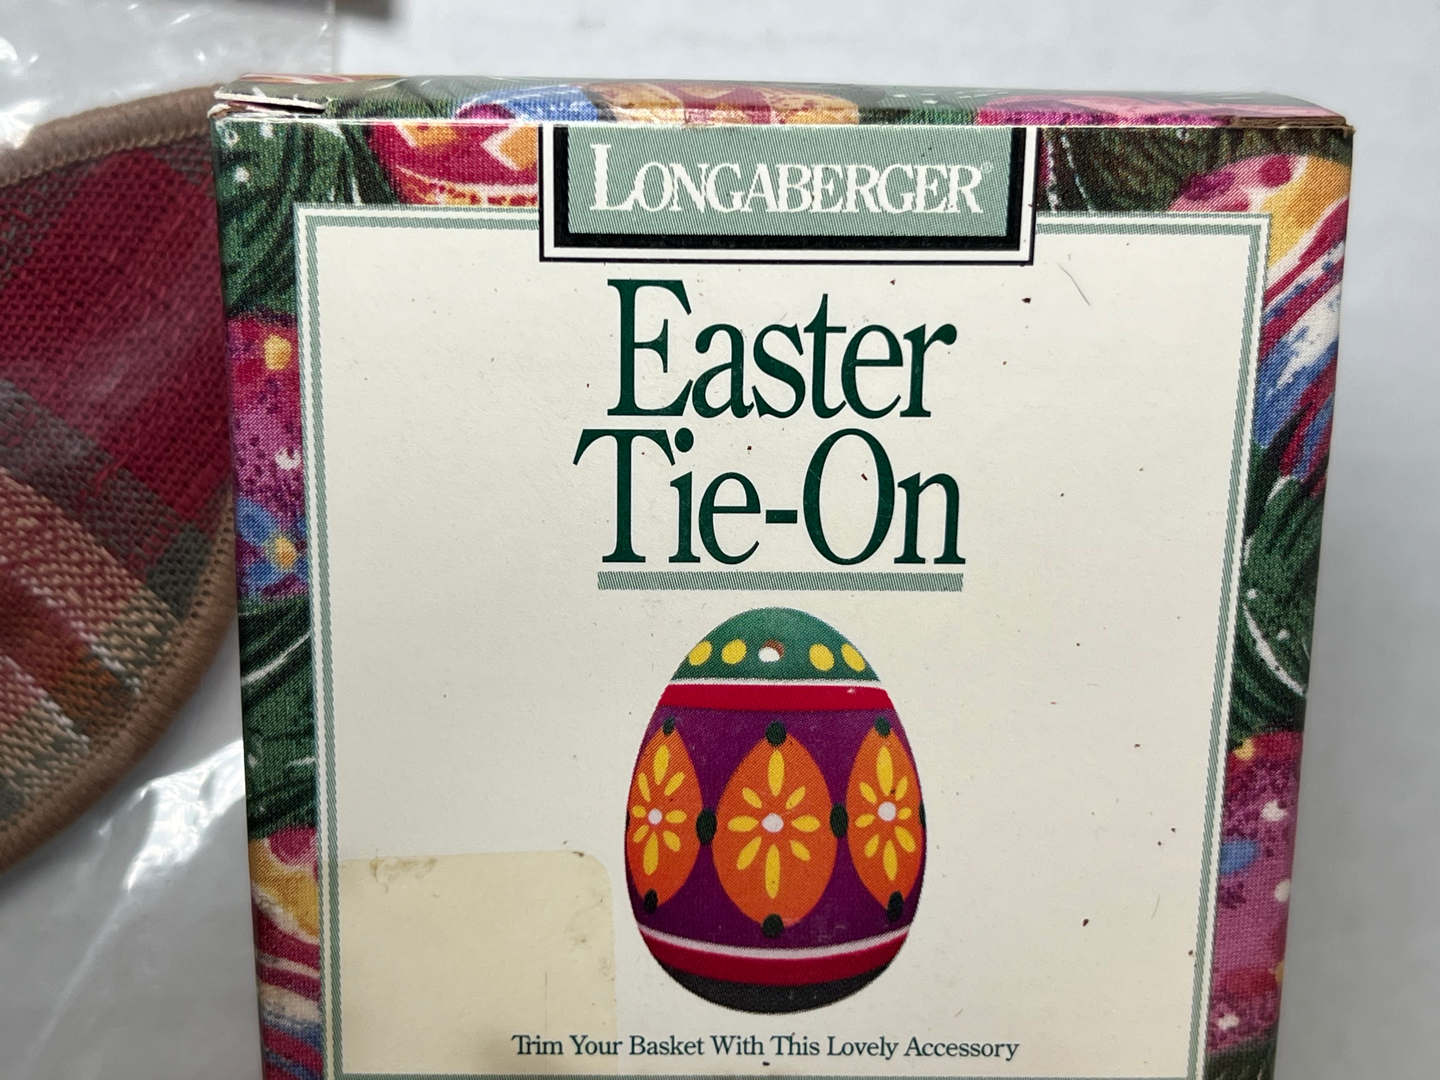 LONGABERGER®
Easter
Tie-On
Trim Your Basket With This Lovely Accessory